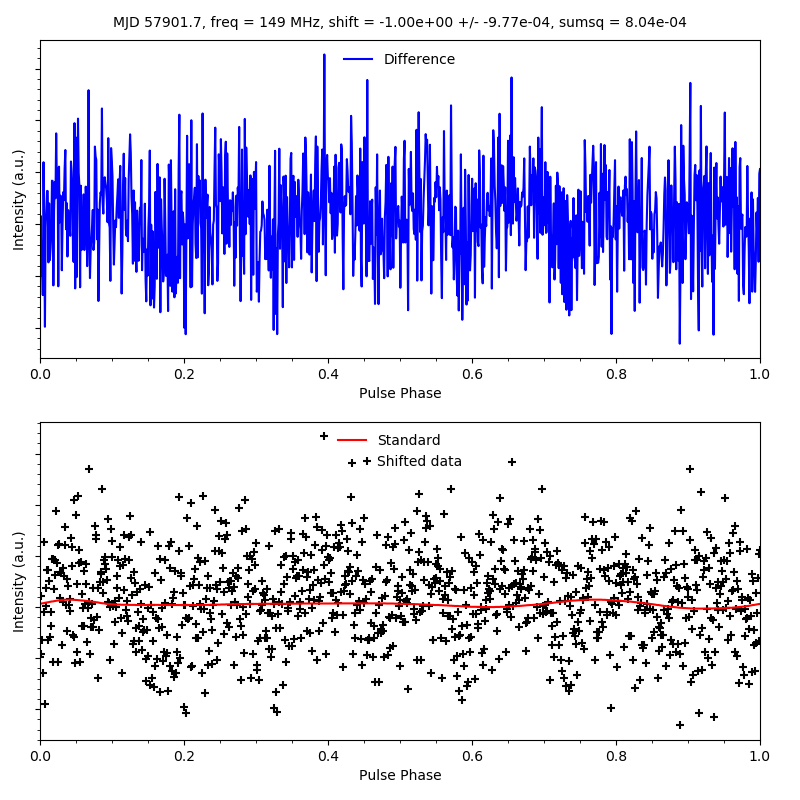 MJD 57901.7, freq = 149 MHz, shift = -1.00e+00 +/- -9.77e-04, sumsq = 8.04e-04
Difference
Intensity (a.u.)
0.0 0.2 0.4 0.6 0.8 1.0
Pulse Phase
Standard
Shifted data
Intensity (a.u.)
0.0 0.2 0.4 0.6 0.8 1.0
Pulse Phase